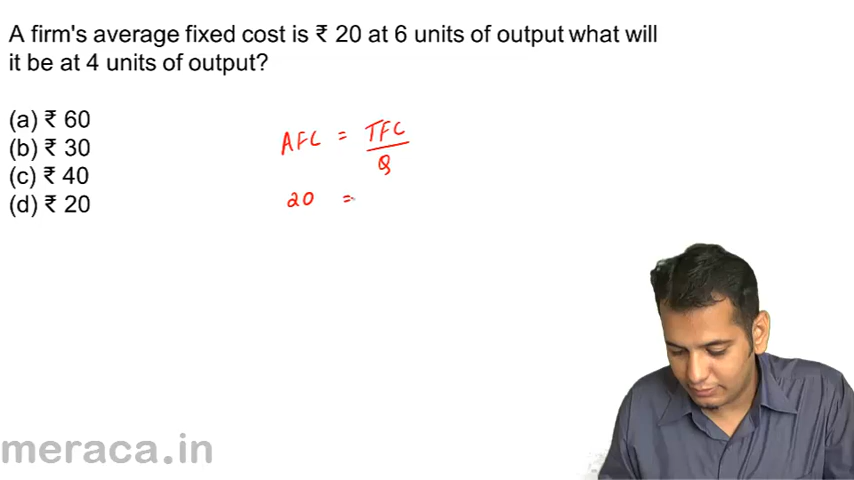 A firm's average fixed cost is ₹ 20 at 6 units of output what will
it be at 4 units of output?
(a) ₹ 60
(b) ₹ 30
(c) ₹ 40
(d) ₹ 20
AFC = TFC
Q
20 =
meraca.in